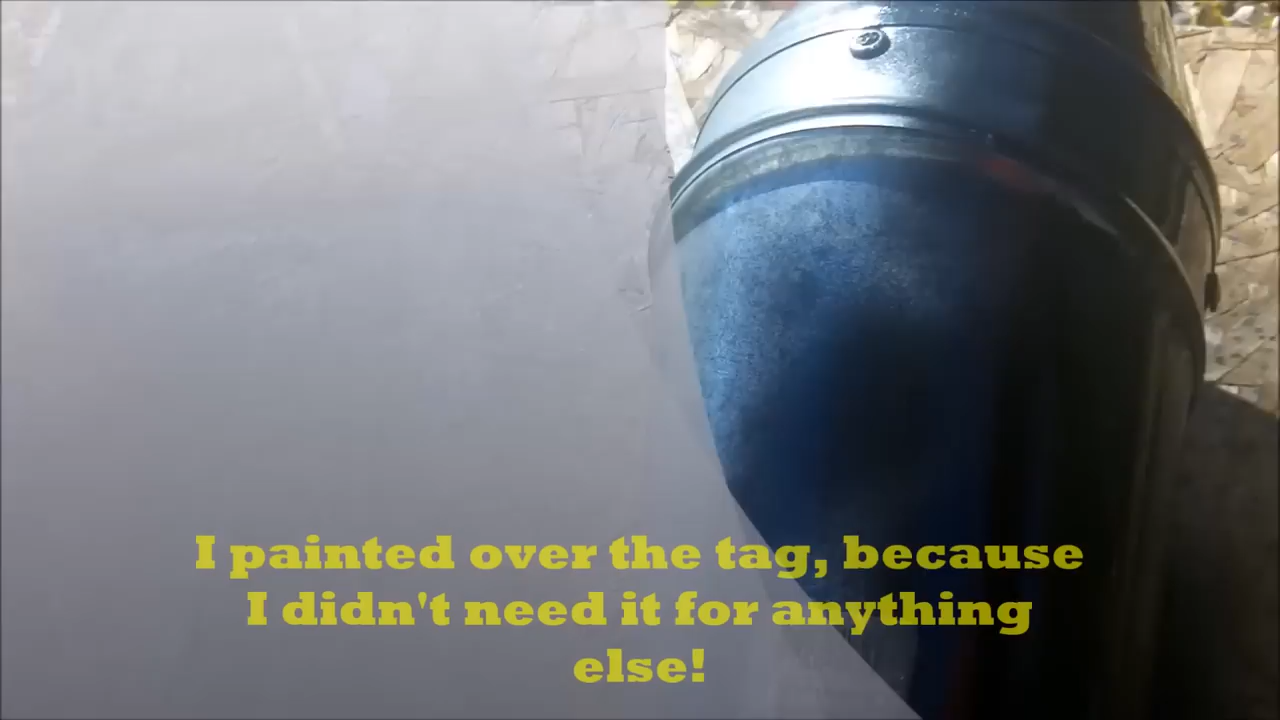 I painted over the tag, because
I didn't need it for anything
else!